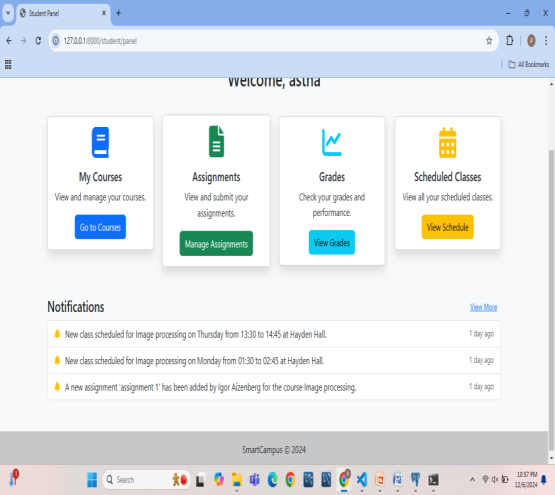 Student Panel
127.0.0.1:8000/student/panel
All Bookmarks
Welcome, astha
My Courses
View and manage your courses.
Go to Courses
Assignments
View and submit your
assignments.
Manage Assignments
Grades
Check your grades and
performance.
View Grades
Scheduled Classes
View all your scheduled classes.
View Schedule
Notifications
View More
New class scheduled for Image processing on Thursday from 13:30 to 14:45 at Hayden Hall.
1 day ago
New class scheduled for Image processing on Monday from 01:30 to 02:45 at Hayden Hall.
1 day ago
A new assignment 'assignment 1' has been added by Igor Aizenberg for the course Image processing.
1 day ago
SmartCampus © 2024
Search
10:57 PM
12/6/2024